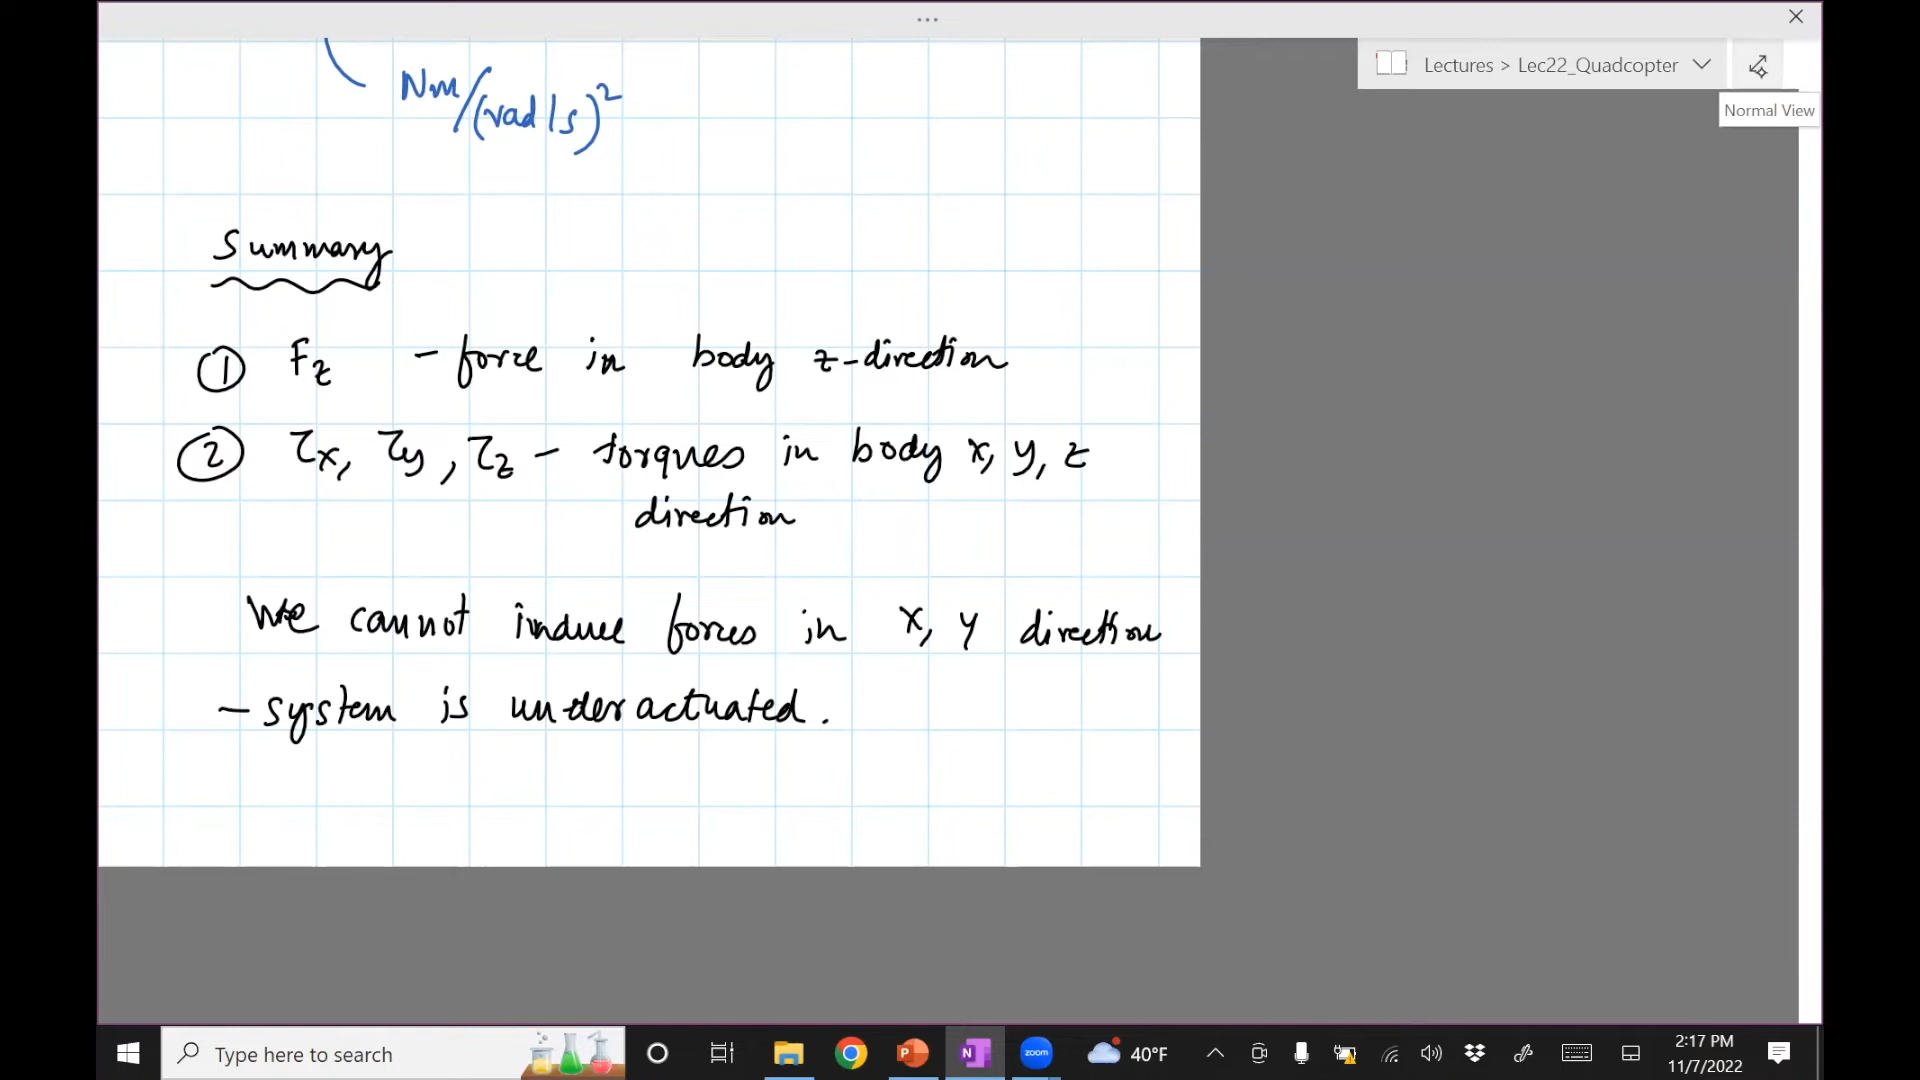 ...
Lectures > Lec22_Quadcopter
Normal View
Nm/(rad/s)²
Summary
① Fz - force in body z-direction
② τx, τy, τz - torques in body x, y, z
direction
We cannot induce forces in x, y direction
- system is underactuated.
Type here to search
zoom
40°F
2:17 PM
11/7/2022